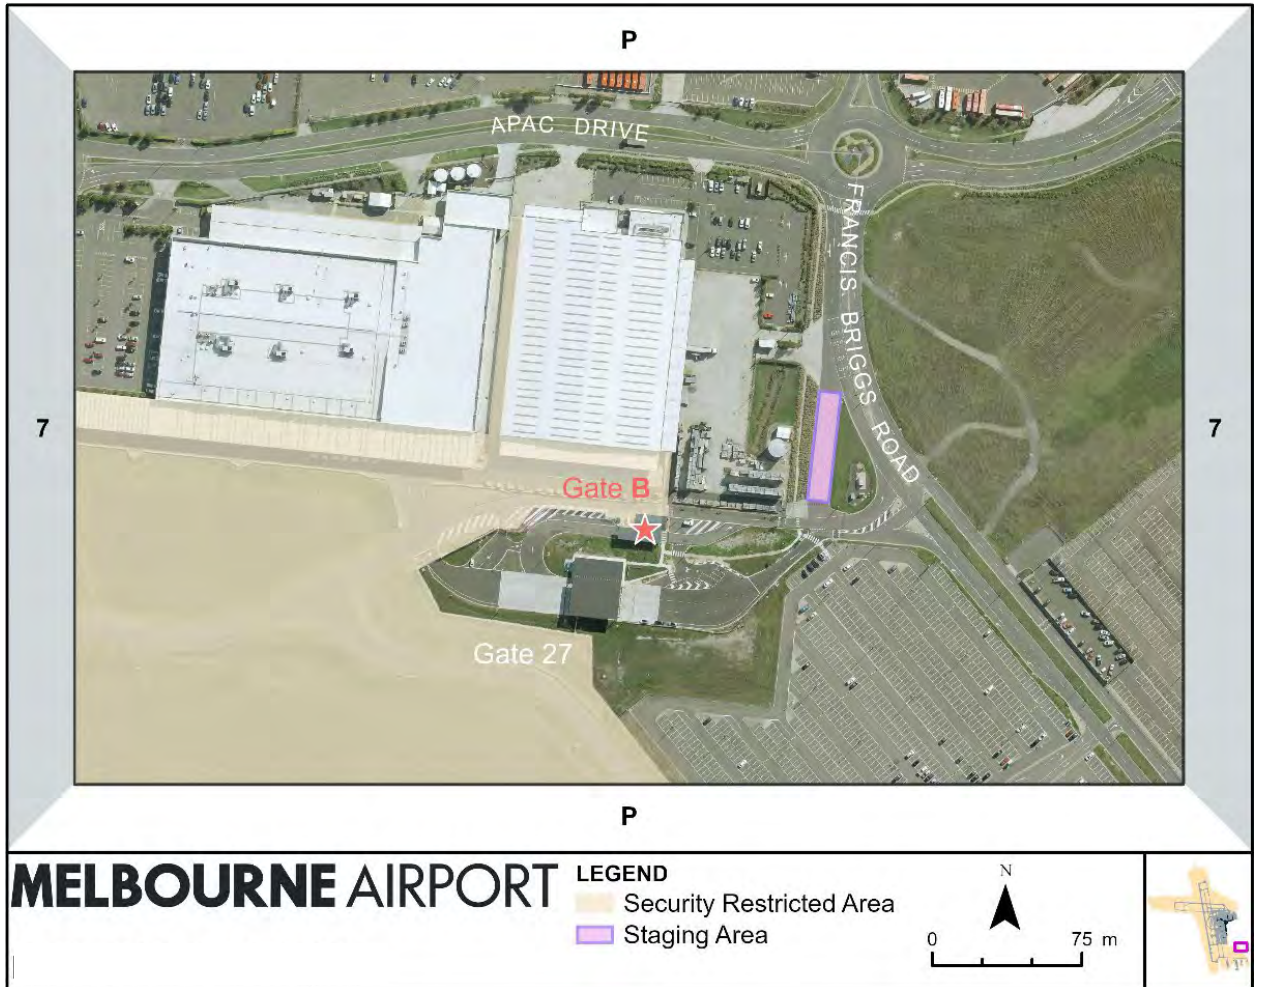 P
APAC DRIVE
FRANCIS BRIGGS ROAD
7
7
Gate B
Gate 27
P
MELBOURNE AIRPORT
LEGEND
Security Restricted Area
Staging Area
N
0 75 m